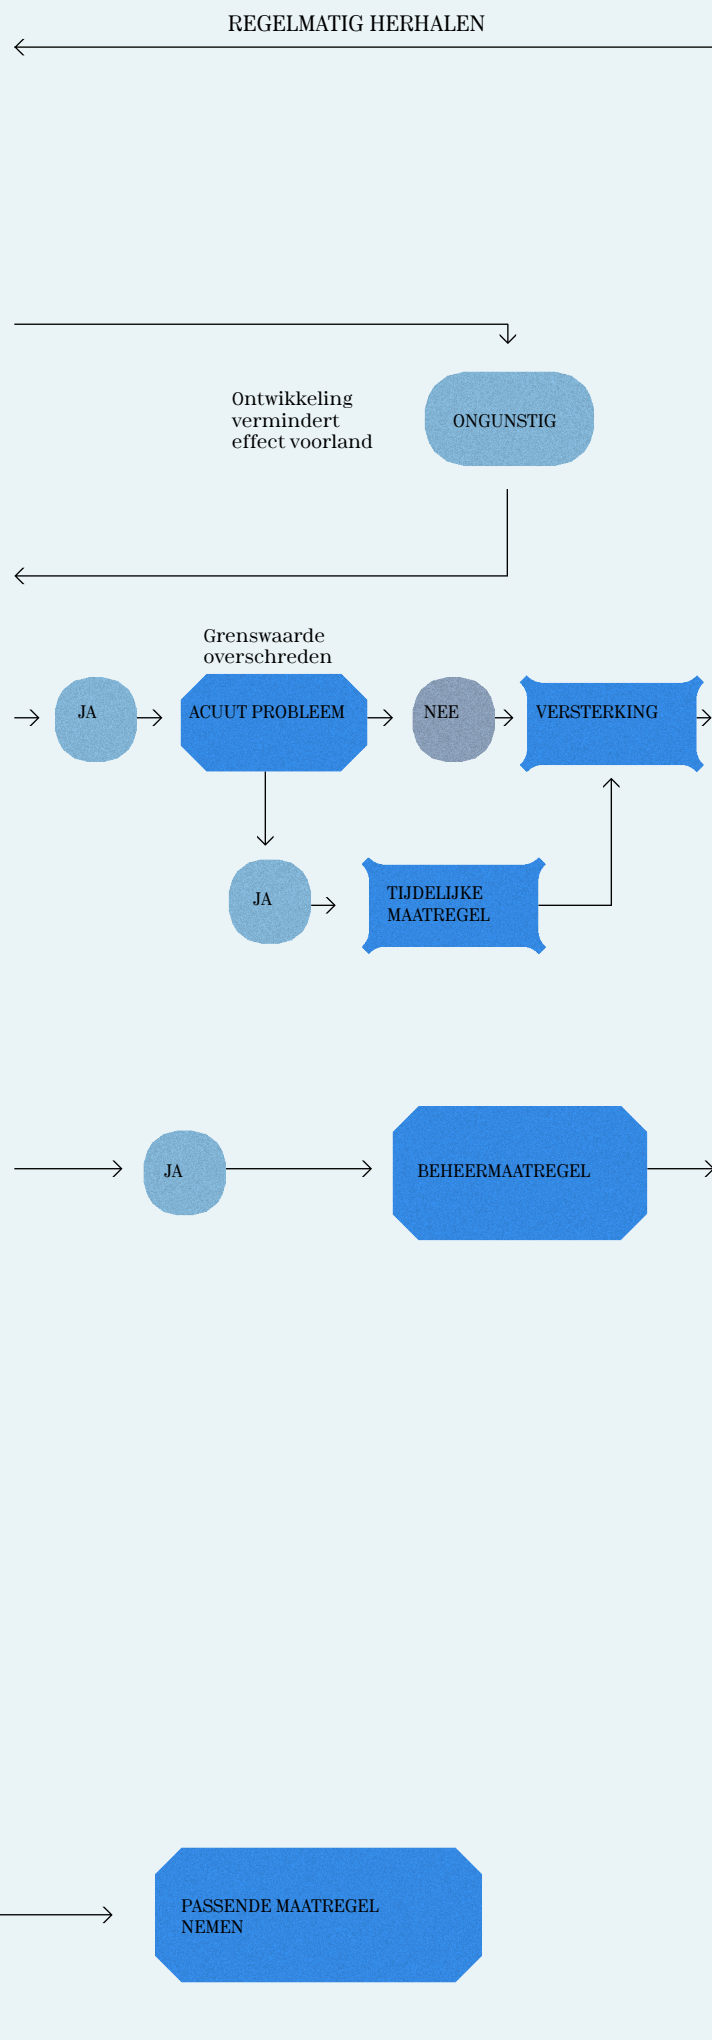 REGELMATIG HERHALEN
Ontwikkeling
vermindert
effect voorland
ONGUNSTIG
Grenswaarde
overschreden
JA
ACUUT PROBLEEM
NEE
VERSTERKING
JA
TIJDELIJKE
MAATREGEL
JA
BEHEERMAATREGEL
PASSENDE MAATREGEL
NEMEN